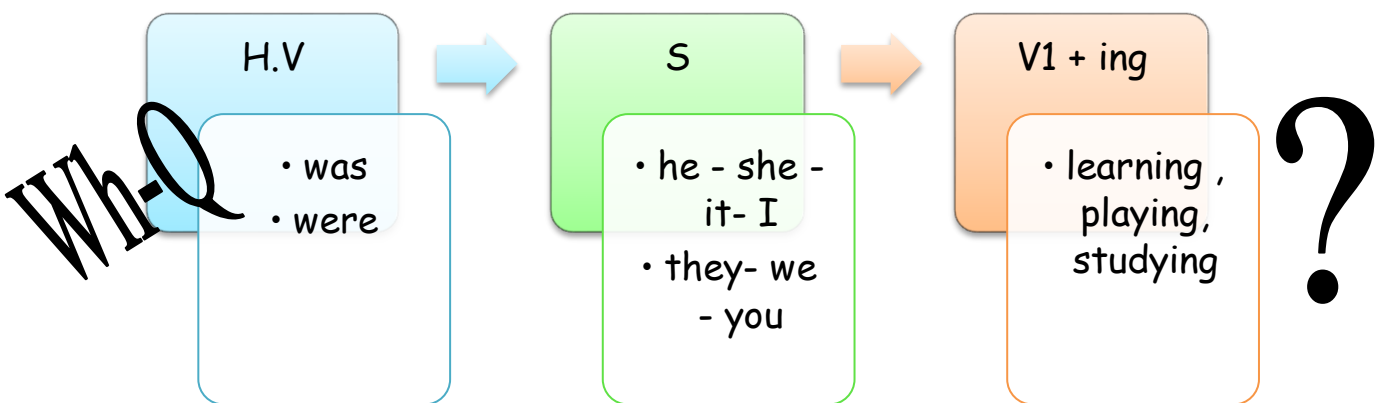 Wh-Q
H.V
• was
• were
S
• he - she -
it- I
• they- we
- you
V1 + ing
• learning ,
playing,
studying
?